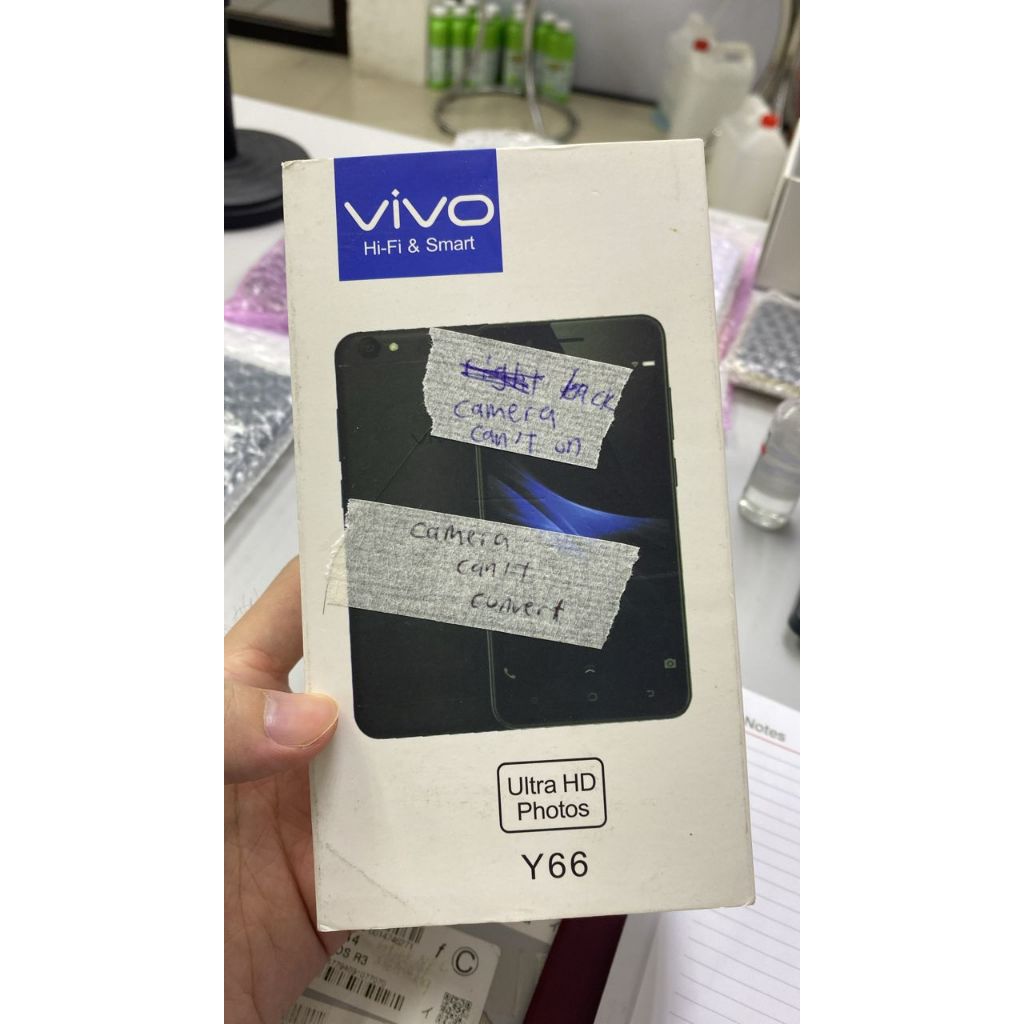 vivo
Hi-Fi & Smart
right back
camera
can't on
camera
can't
convert
Ultra HD
Photos
Y66
Notes